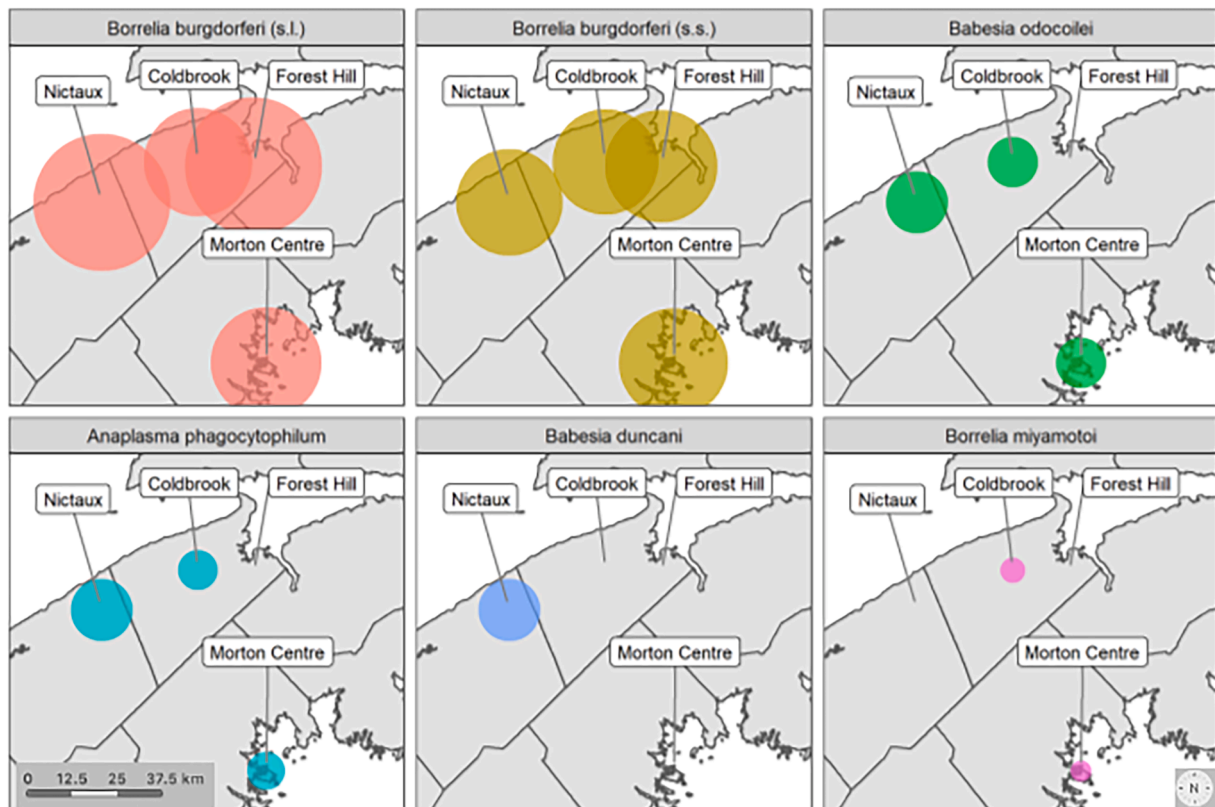 Borrelia burgdorferi (s.l.)
Coldbrook
Forest Hill
Nictaux
Morton Centre
Borrelia burgdorferi (s.s.)
Coldbrook
Forest Hill
Nictaux
Morton Centre
Babesia odocoilei
Coldbrook
Forest Hill
Nictaux
Morton Centre
Anaplasma phagocytophilum
Coldbrook
Forest Hill
Nictaux
Morton Centre
0 12.5 25 37.5 km
Babesia duncani
Coldbrook
Forest Hill
Nictaux
Morton Centre
Borrelia miyamotoi
Coldbrook
Forest Hill
Nictaux
Morton Centre
N